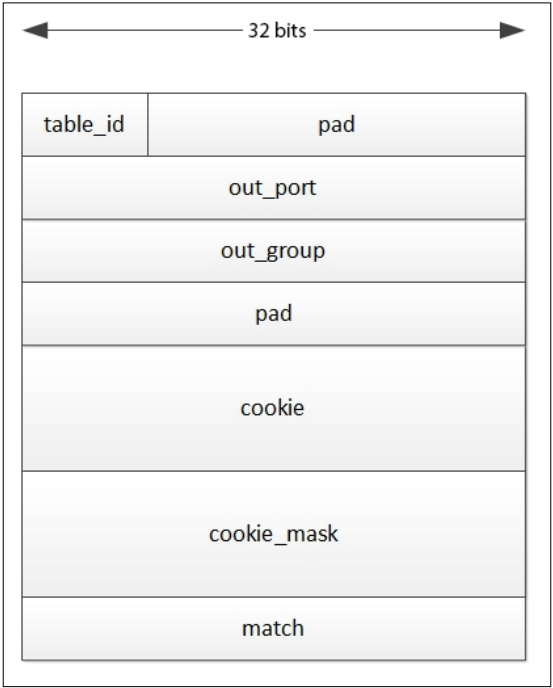 32 bits
table_id pad
out_port
out_group
pad
cookie
cookie_mask
match